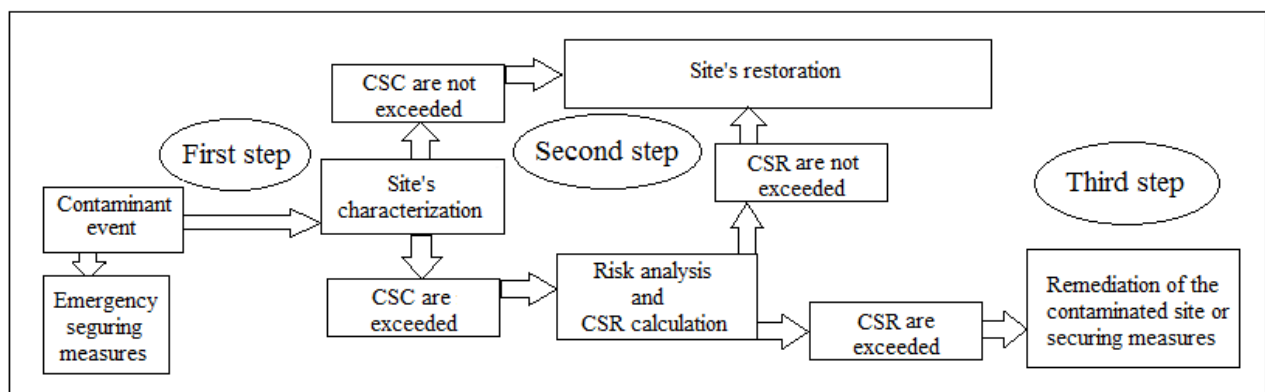 CSC are not
exceeded
Site's restoration
First step
Second step
CSR are not
exceeded
Third step
Site's
characterization
Contaminant
event
Emergency
seguring
measures
CSC are
exceeded
Risk analysis
and
CSR calculation
CSR are
exceeded
Remediation of the
contaminated site or
securing measures